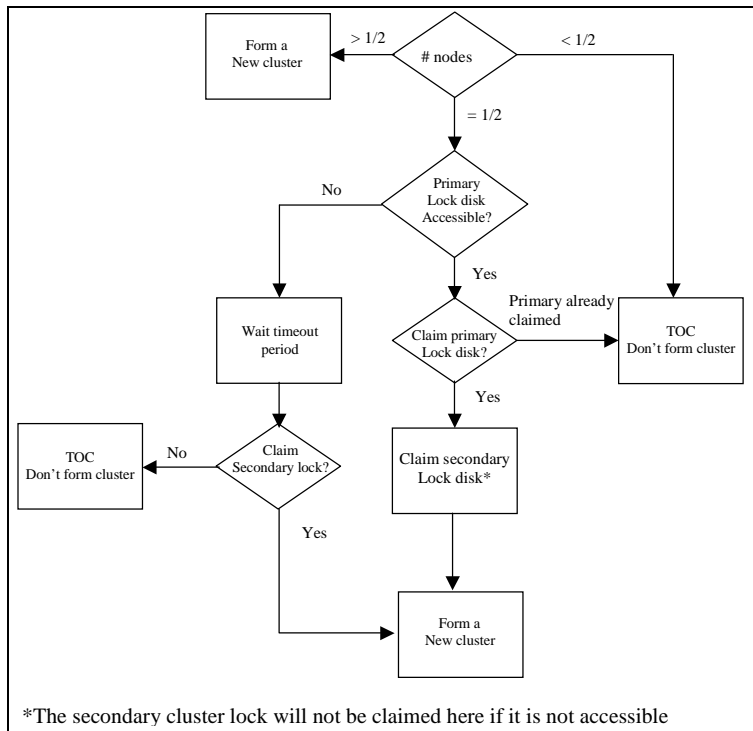 Form a
New cluster
> 1/2
# nodes
< 1/2
= 1/2
Primary
Lock disk
Accessible?
No
Yes
Wait timeout
period
Claim primary
Lock disk?
Primary already
claimed
TOC
Don't form cluster
Yes
TOC
Don't form cluster
No
Claim
Secondary lock?
Claim secondary
Lock disk*
Yes
Form a
New cluster
*The secondary cluster lock will not be claimed here if it is not accessible